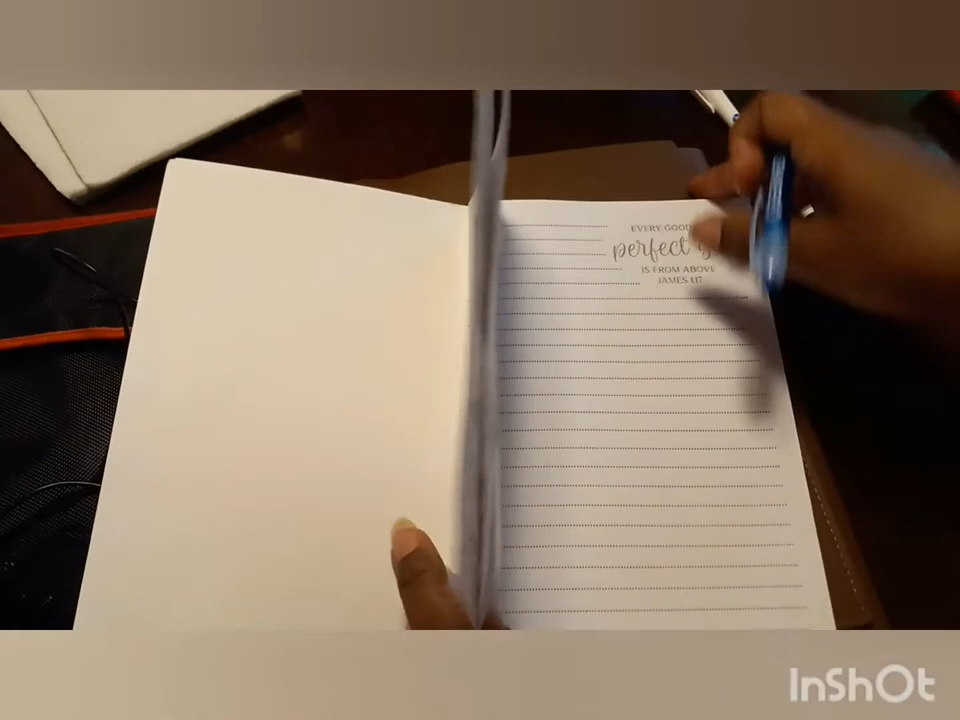 EVERY GOOD
perfect
IS FROM ABOVE
JAMES 1:17
InShOt